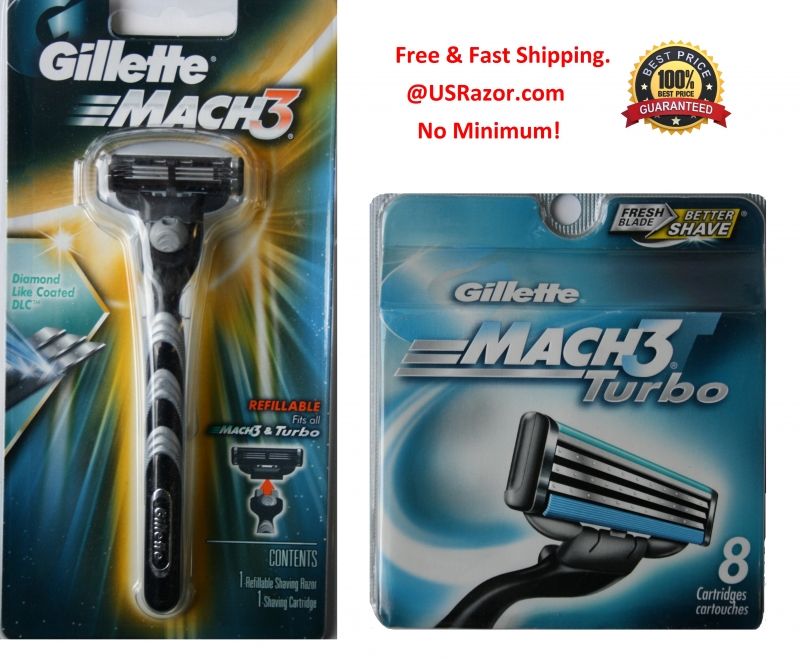 Gillette®
MACH3®
Diamond
Like Coated
DLC™
REFILLABLE
Fits all
MACH3 & Turbo
Gillette
CONTENTS
1-Refillable Shaving Razor
1-Shaving Cartridge
Free & Fast Shipping.
@USRazor.com
No Minimum!
BEST PRICE
100%
BEST PRICE
GUARANTEED
FRESH
BLADE
BETTER
SHAVE®
Gillette®
MACH3®
Turbo
8
Cartridges
cartouches